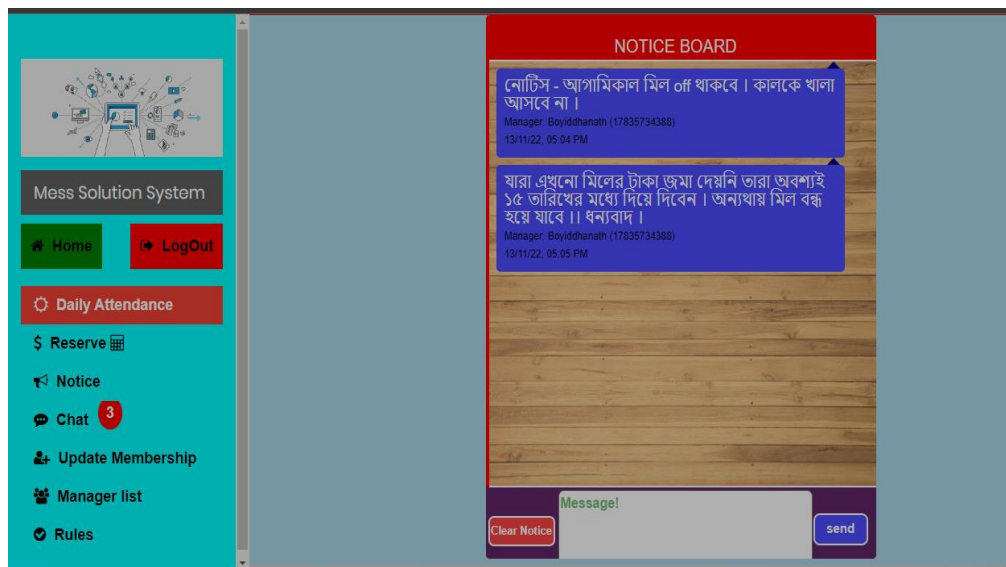 Mess Solution System
Home
LogOut
Daily Attendance
$ Reserve
Notice
Chat 3
Update Membership
Manager list
Rules
NOTICE BOARD
নোটিস - আগামিকাল মিল off থাকবে । কালকে খালা
আসবে না ।
Manager: Boyiddhanath (17835734388)
13/11/22, 05:04 PM
যারা এখনো মিলের টাকা জমা দেয়নি তারা অবশ্যই
১৫ তারিখের মধ্যে দিয়ে দিবেন । অন্যথায় মিল বন্ধ
হয়ে যাবে ।। ধন্যবাদ ।
Manager: Boyiddhanath (17835734388)
13/11/22, 05:05 PM
Message!
Clear Notice
send